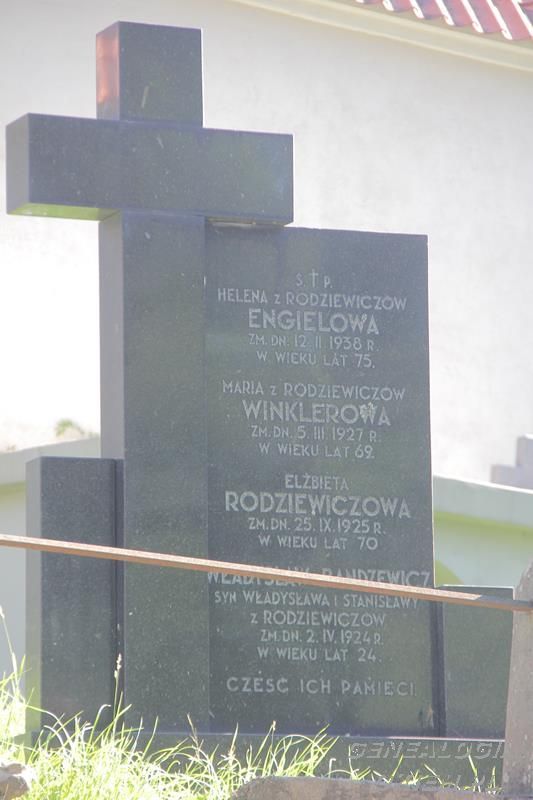 Ś. † P.
HELENA z RODZIEWICZÓW
ENGIELOWA
ZM. DN. 12. II. 1938 R.
W WIEKU LAT 75.
MARIA z RODZIEWICZÓW
WINKLEROWA
ZM. DN. 5. III. 1927 R.
W WIEKU LAT 69.
ELŻBIETA
RODZIEWICZOWA
ZM. DN. 25. IX. 1925 R.
W WIEKU LAT 70
WŁADYSŁAW
SYN WŁADYSŁAWA I STANISŁAWY
z RODZIEWICZÓW
ZM. DN. 2. IV. 1924 R.
W WIEKU LAT 24.
CZEŚĆ ICH PAMIĘCI.